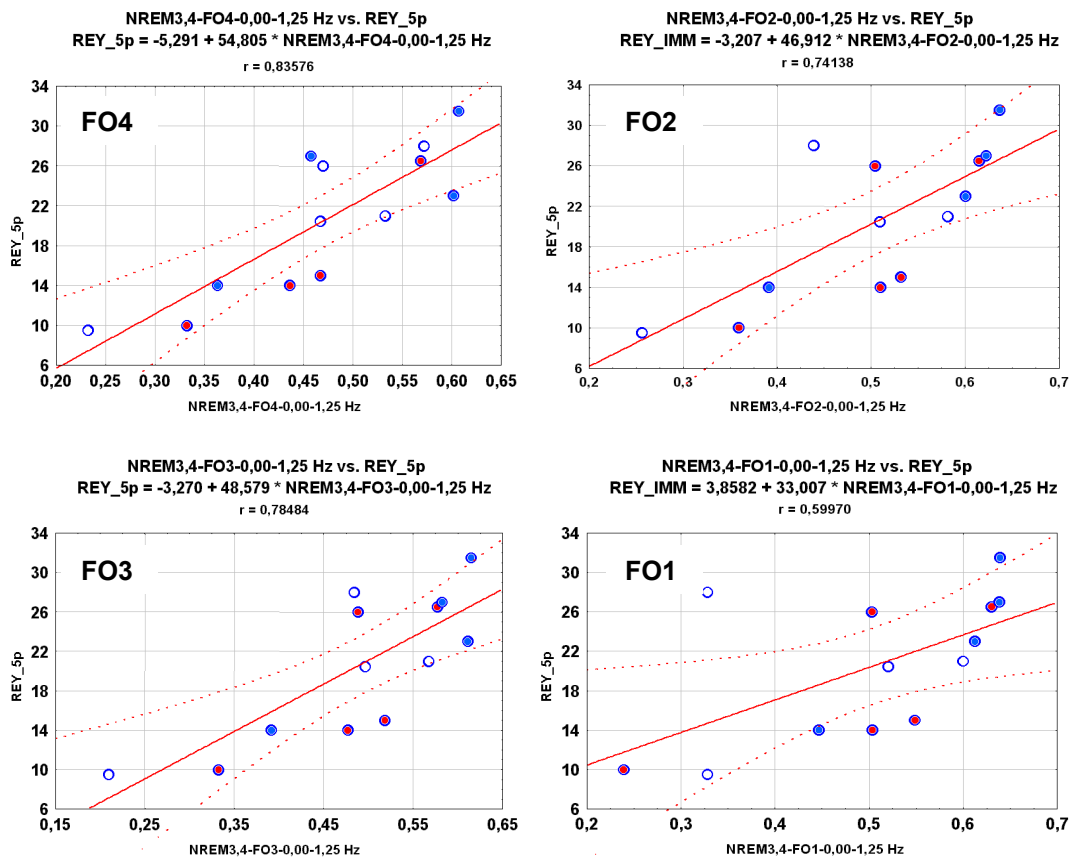 NREM3,4-FO4-0,00-1,25 Hz vs. REY_5p
REY_5p = -5,291 + 54,805 * NREM3,4-FO4-0,00-1,25 Hz
r = 0,83576
FO4
34
30
26
22
18
14
10
6
REY_5p
0,20 0,25 0,30 0,35 0,40 0,45 0,50 0,55 0,60 0,65
NREM3,4-FO4-0,00-1,25 Hz
NREM3,4-FO2-0,00-1,25 Hz vs. REY_5p
REY_IMM = -3,207 + 46,912 * NREM3,4-FO2-0,00-1,25 Hz
r = 0,74138
FO2
34
30
26
22
18
14
10
6
REY_5p
0,2 0,3 0,4 0,5 0,6 0,7
NREM3,4-FO2-0,00-1,25 Hz
NREM3,4-FO3-0,00-1,25 Hz vs. REY_5p
REY_5p = -3,270 + 48,579 * NREM3,4-FO3-0,00-1,25 Hz
r = 0,78484
FO3
34
30
26
22
18
14
10
6
REY_5p
0,15 0,25 0,35 0,45 0,55 0,65
NREM3,4-FO3-0,00-1,25 Hz
NREM3,4-FO1-0,00-1,25 Hz vs. REY_5p
REY_IMM = 3,8582 + 33,007 * NREM3,4-FO1-0,00-1,25 Hz
r = 0,59970
FO1
34
30
26
22
18
14
10
6
REY_5p
0,2 0,3 0,4 0,5 0,6 0,7
NREM3,4-FO1-0,00-1,25 Hz